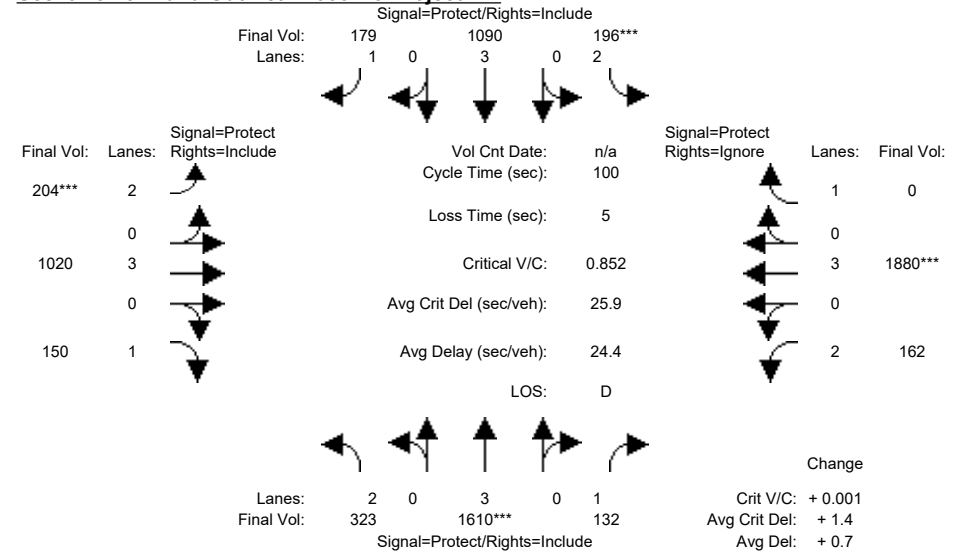 Signal=Protect/Rights=Include
Final Vol: 179 1090 196***
Lanes: 1 0 3 0 2
Signal=Protect Signal=Protect
Final Vol: Lanes: Rights=Include Vol Cnt Date: n/a Rights=Ignore Lanes: Final Vol:
Cycle Time (sec): 100
204*** 2 1 0
Loss Time (sec): 5
0 0
1020 3 Critical V/C: 0.852 3 1880***
0 Avg Crit Del (sec/veh): 25.9 0
150 1 Avg Delay (sec/veh): 24.4 2 162
LOS: D
Change
Lanes: 2 0 3 0 1 Crit V/C: + 0.001
Final Vol: 323 1610*** 132 Avg Crit Del: + 1.4
Signal=Protect/Rights=Include Avg Del: + 0.7